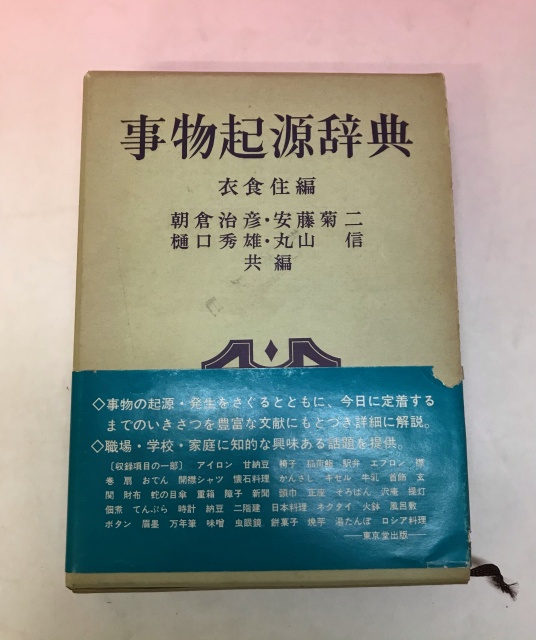 事物起源辞典
衣食住編
朝倉治彦・安藤菊二
樋口秀雄・丸山　信
共編
◇事物の起源・発生をさぐるとともに、今日に定着する
までのいきさつを豊富な文献にもとづき詳細に解説。
◇職場・学校・家庭に知的な興味ある話題を提供。
〔収録項目の一部〕 アイロン 甘納豆 椅子 稲荷鮨 駅弁 エプロン 襟
巻 扇 おでん 開襟シャツ 懐石料理 かんざし キセル 牛乳 首飾 玄
関 財布 蛇の目傘 重箱 障子 新聞 頭巾 正座 そろばん 沢庵 提灯
佃煮 てんぷら 時計 納豆 二階建 日本料理 ネクタイ 火鉢 風呂敷
ボタン 眉墨 万年筆 味噌 虫眼鏡 餅菓子 焼芋 湯たんぽ ロシア料理
――東京堂出版――